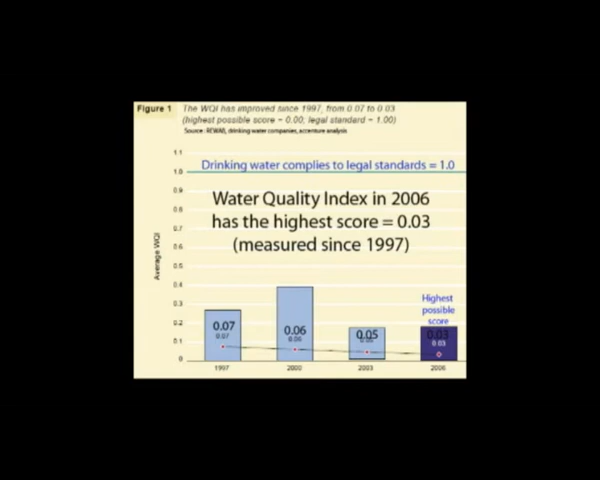 Figure 1 The WQI has improved since 1997, from 0.07 to 0.03
(highest possible score = 0.00; legal standard = 1.00)
Source : REWAB, drinking water companies, accenture analysis
1.1
Drinking water complies to legal standards = 1.0
1.0
0.9
Water Quality Index in 2006
0.8
has the highest score = 0.03
0.7
(measured since 1997)
0.6
Average WQI
0.5
0.4
0.3
Highest
possible
score
0.2
0.07 0.06 0.05 0.03
0.07 0.06 0.05 0.03
0.1
0
1997 2000 2003 2006